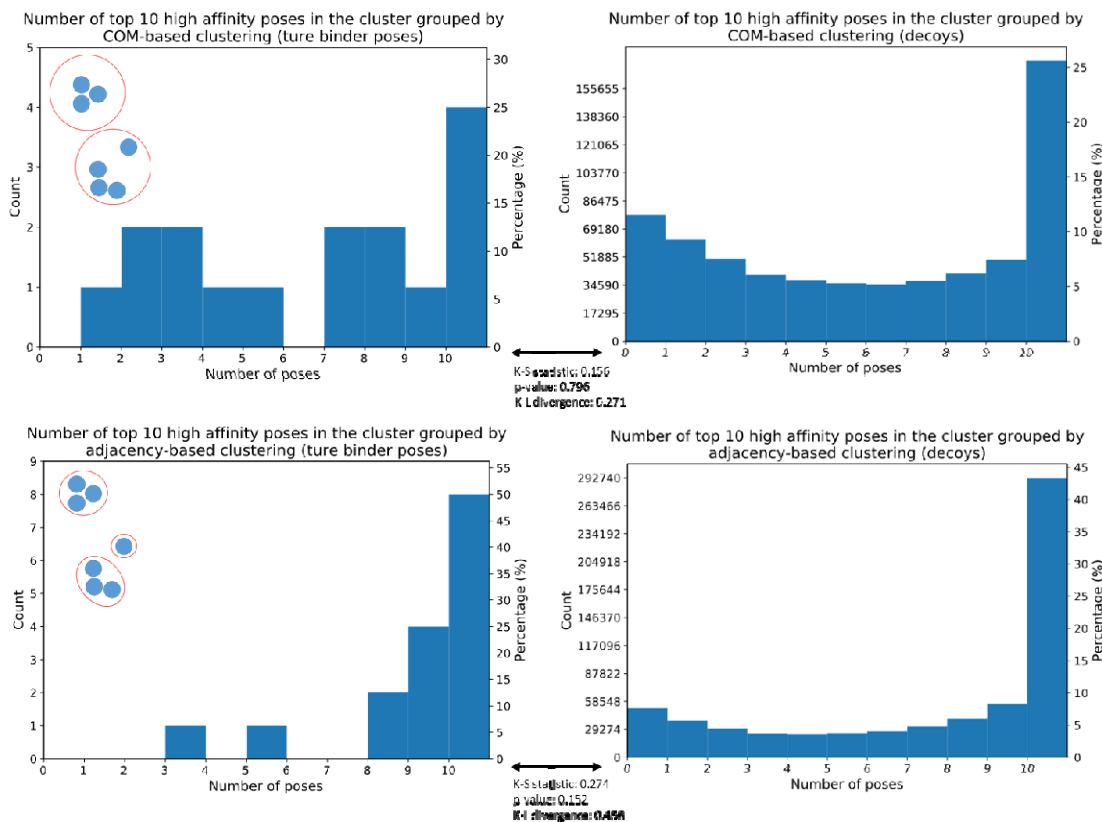 Number of top 10 high affinity poses in the cluster grouped by
COM-based clustering (ture binder poses)
5
4
3
2
1
0
Count
30
25
20
15
10
5
0
Percentage (%)
0 1 2 3 4 5 6 7 8 9 10
Number of poses
Number of top 10 high affinity poses in the cluster grouped by
COM-based clustering (decoys)
155655
138360
121065
103770
86475
69180
51885
34590
17295
0
Count
25
20
15
10
5
0
Percentage (%)
0 1 2 3 4 5 6 7 8 9 10
Number of poses
K-S statistic: 0.156
p-value: 0.796
K-L divergence: 0.271
Number of top 10 high affinity poses in the cluster grouped by
adjacency-based clustering (ture binder poses)
9
8
7
6
5
4
3
2
1
0
Count
55
50
45
40
35
30
25
20
15
10
5
0
Percentage (%)
0 1 2 3 4 5 6 7 8 9 10
Number of poses
Number of top 10 high affinity poses in the cluster grouped by
adjacency-based clustering (decoys)
292740
263466
234192
204918
175644
146370
117096
87822
58548
29274
0
Count
45
40
35
30
25
20
15
10
5
0
Percentage (%)
0 1 2 3 4 5 6 7 8 9 10
Number of poses
K-S statistic: 0.274
p value: 0.152
K-L divergence: